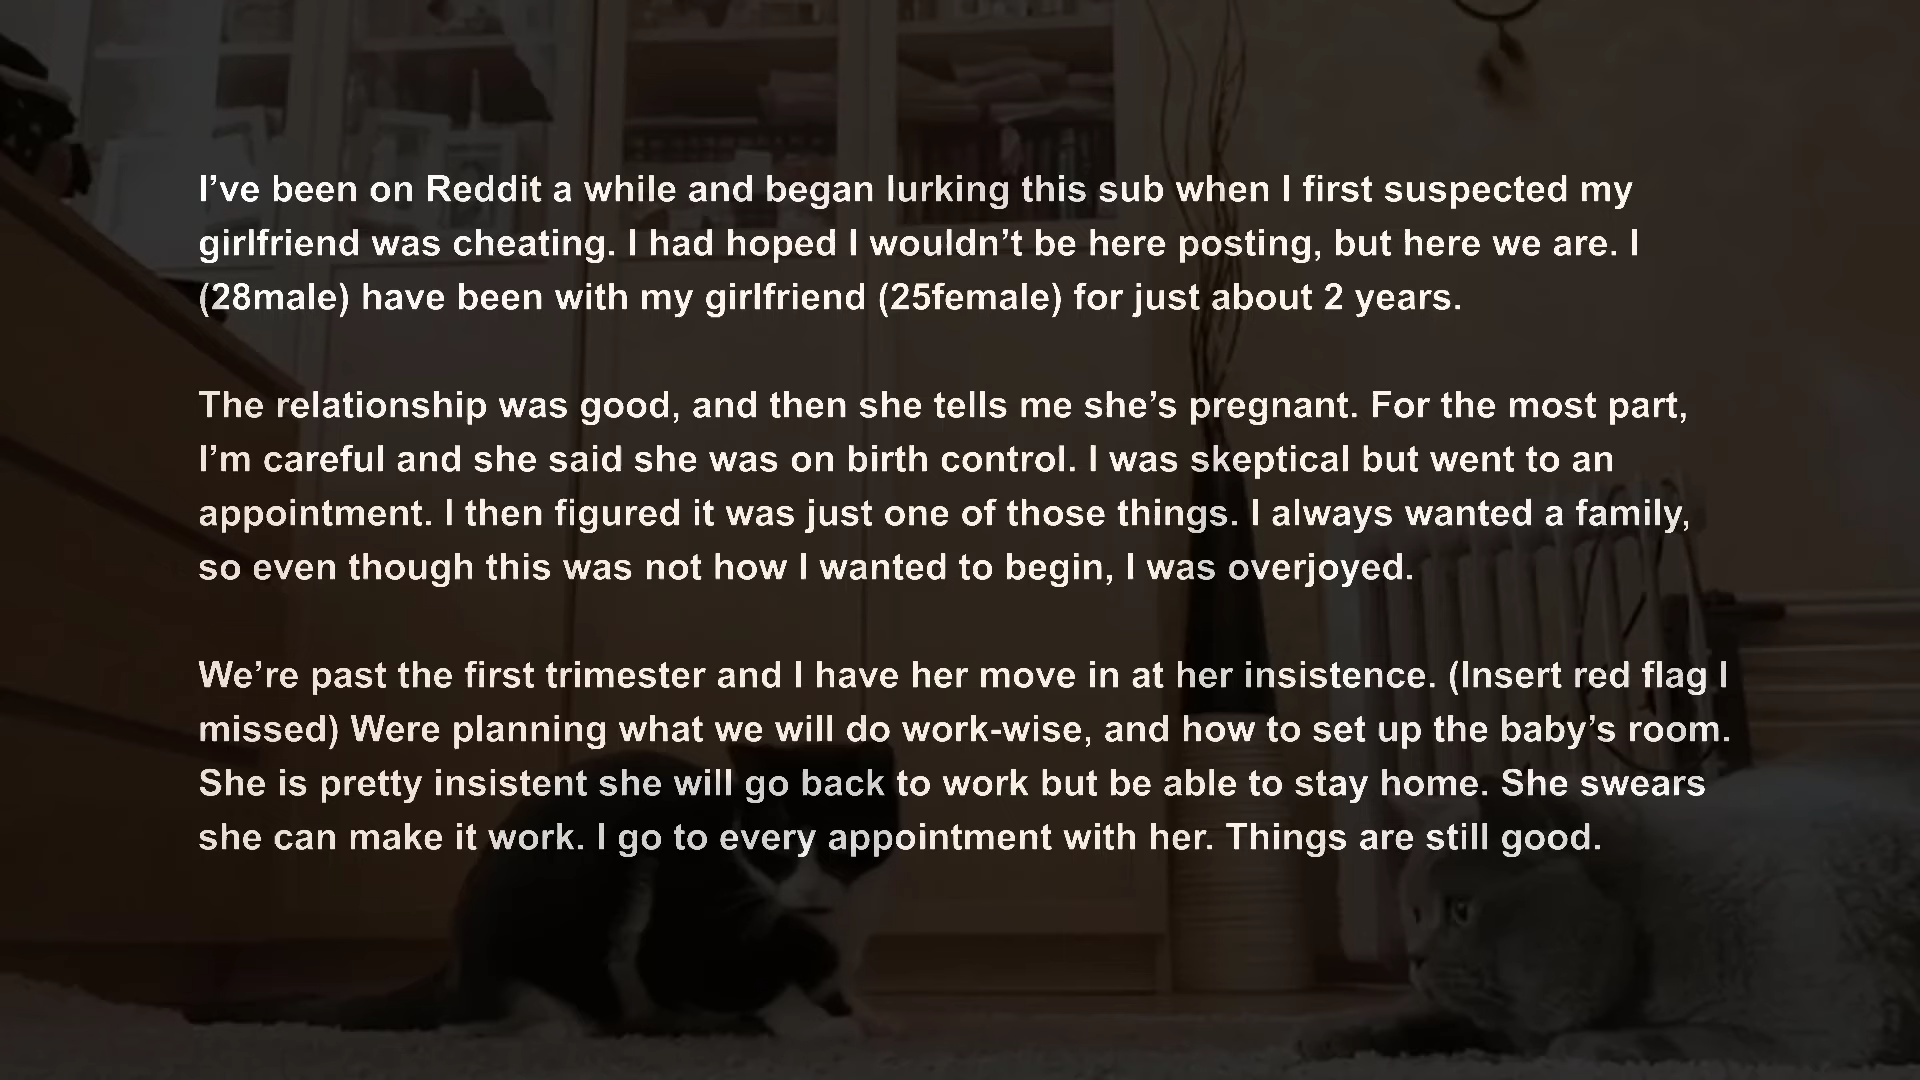 I’ve been on Reddit a while and began lurking this sub when I first suspected my
girlfriend was cheating. I had hoped I wouldn’t be here posting, but here we are. I
(28male) have been with my girlfriend (25female) for just about 2 years.
The relationship was good, and then she tells me she’s pregnant. For the most part,
I’m careful and she said she was on birth control. I was skeptical but went to an
appointment. I then figured it was just one of those things. I always wanted a family,
so even though this was not how I wanted to begin, I was overjoyed.
We’re past the first trimester and I have her move in at her insistence. (Insert red flag I
missed) Were planning what we will do work-wise, and how to set up the baby’s room.
She is pretty insistent she will go back to work but be able to stay home. She swears
she can make it work. I go to every appointment with her. Things are still good.